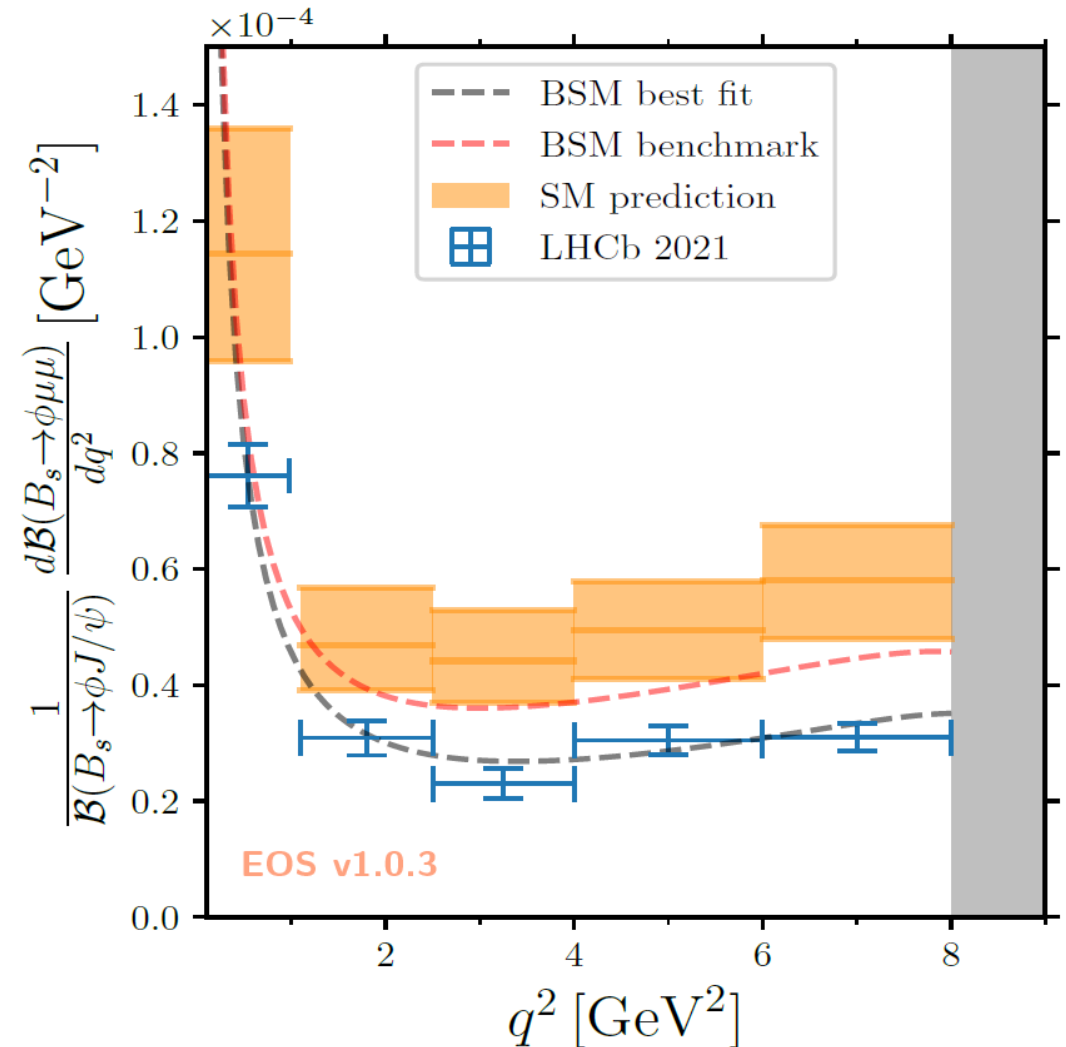 ×10⁻⁴
1.4
1.2
1.0
0.8
0.6
0.4
0.2
0.0
1/𝓑(B_s→ϕJ/ψ) d𝓑(B_s→ϕμμ)/dq² [GeV⁻²]
BSM best fit
BSM benchmark
SM prediction
LHCb 2021
EOS v1.0.3
2 4 6 8
q² [GeV²]